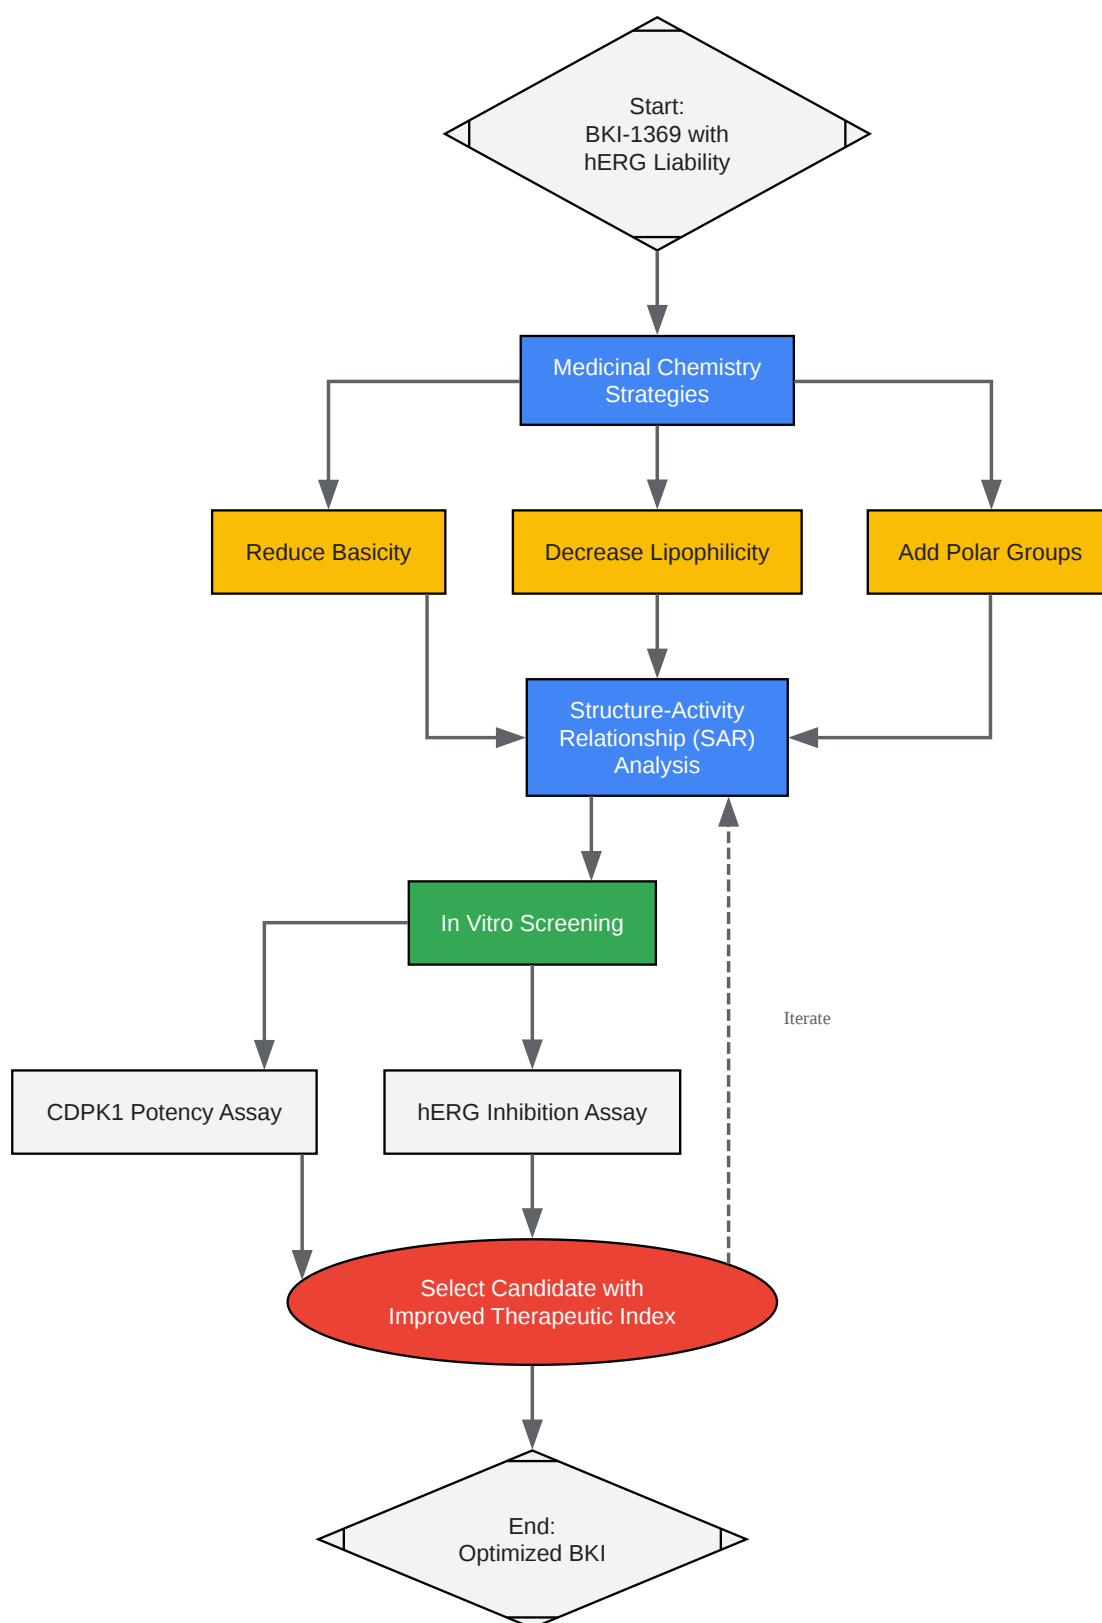 Start:
BKI-1369 with
hERG Liability
Medicinal Chemistry
Strategies
Reduce Basicity
Decrease Lipophilicity
Add Polar Groups
Structure-Activity
Relationship (SAR)
Analysis
In Vitro Screening
Iterate
CDPK1 Potency Assay
hERG Inhibition Assay
Select Candidate with
Improved Therapeutic Index
End:
Optimized BKI